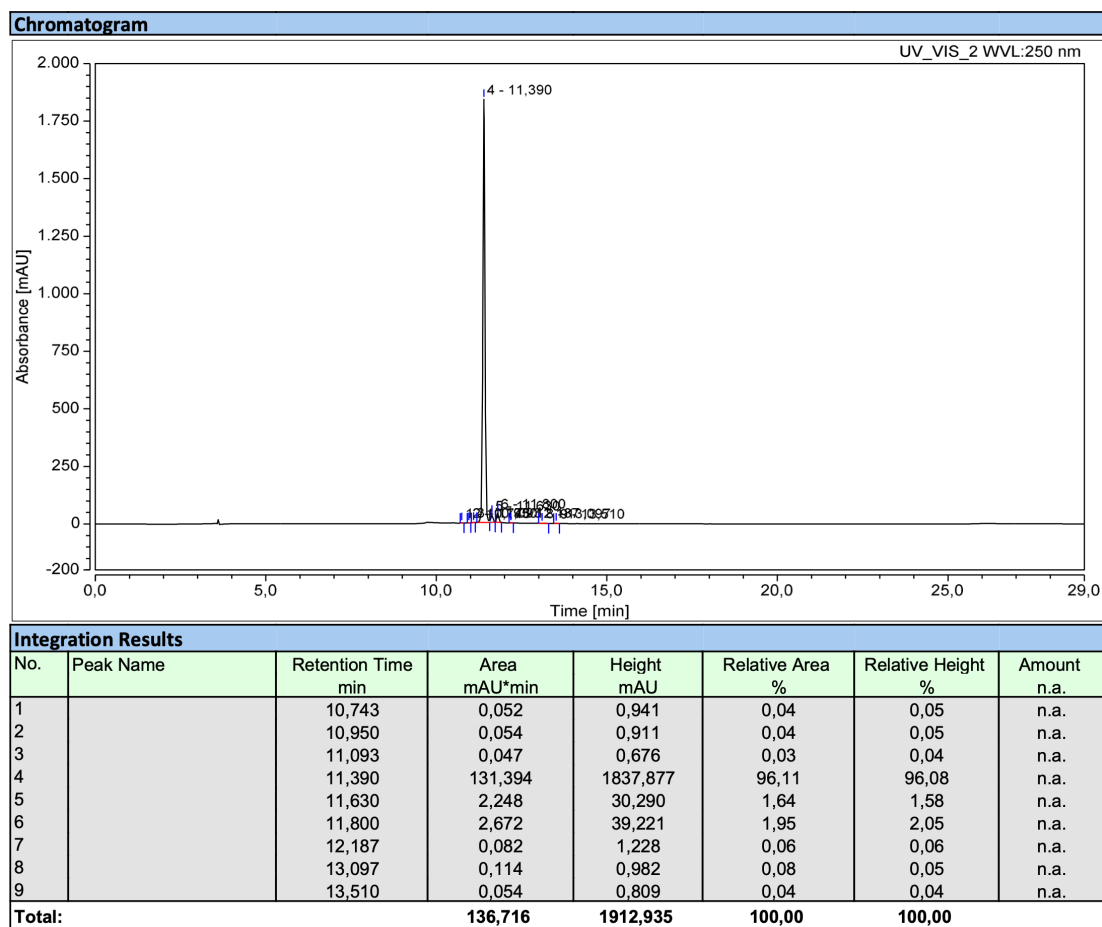 Chromatogram
UV_VIS_2 WVL:250 nm
2.000
4 - 11,390
1.750
1.500
1.250
1.000
750
500
250
0
-200
Absorbance [mAU]
6 - 11,800
0,0 5,0 10,0 15,0 20,0 25,0 29,0
Time [min]
Integration Results
No. Peak Name Retention Time Area Height Relative Area Relative Height Amount
min mAU*min mAU % % n.a.
1 10,743 0,052 0,941 0,04 0,05 n.a.
2 10,950 0,054 0,911 0,04 0,05 n.a.
3 11,093 0,047 0,676 0,03 0,04 n.a.
4 11,390 131,394 1837,877 96,11 96,08 n.a.
5 11,630 2,248 30,290 1,64 1,58 n.a.
6 11,800 2,672 39,221 1,95 2,05 n.a.
7 12,187 0,082 1,228 0,06 0,06 n.a.
8 13,097 0,114 0,982 0,08 0,05 n.a.
9 13,510 0,054 0,809 0,04 0,04 n.a.
Total: 136,716 1912,935 100,00 100,00